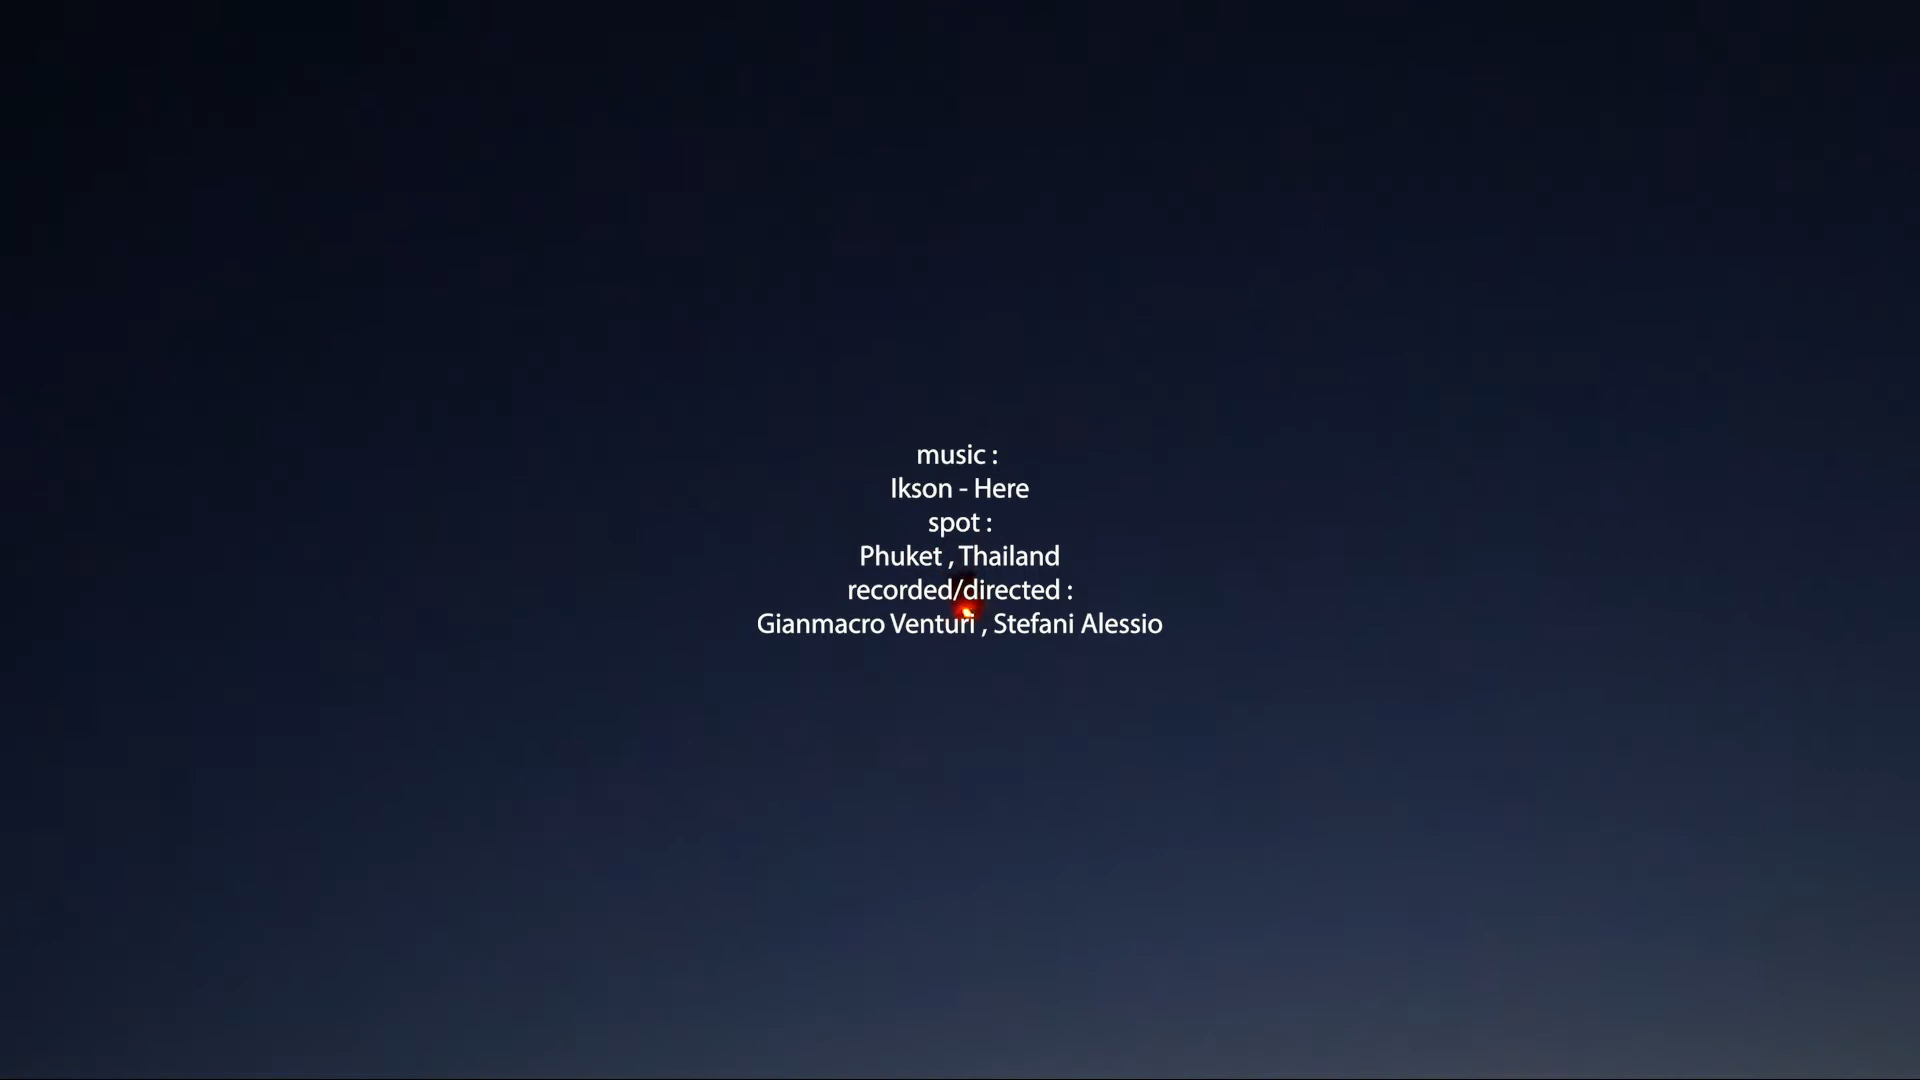 music :
Ikson - Here
spot :
Phuket , Thailand
recorded/directed :
Gianmacro Venturi , Stefani Alessio